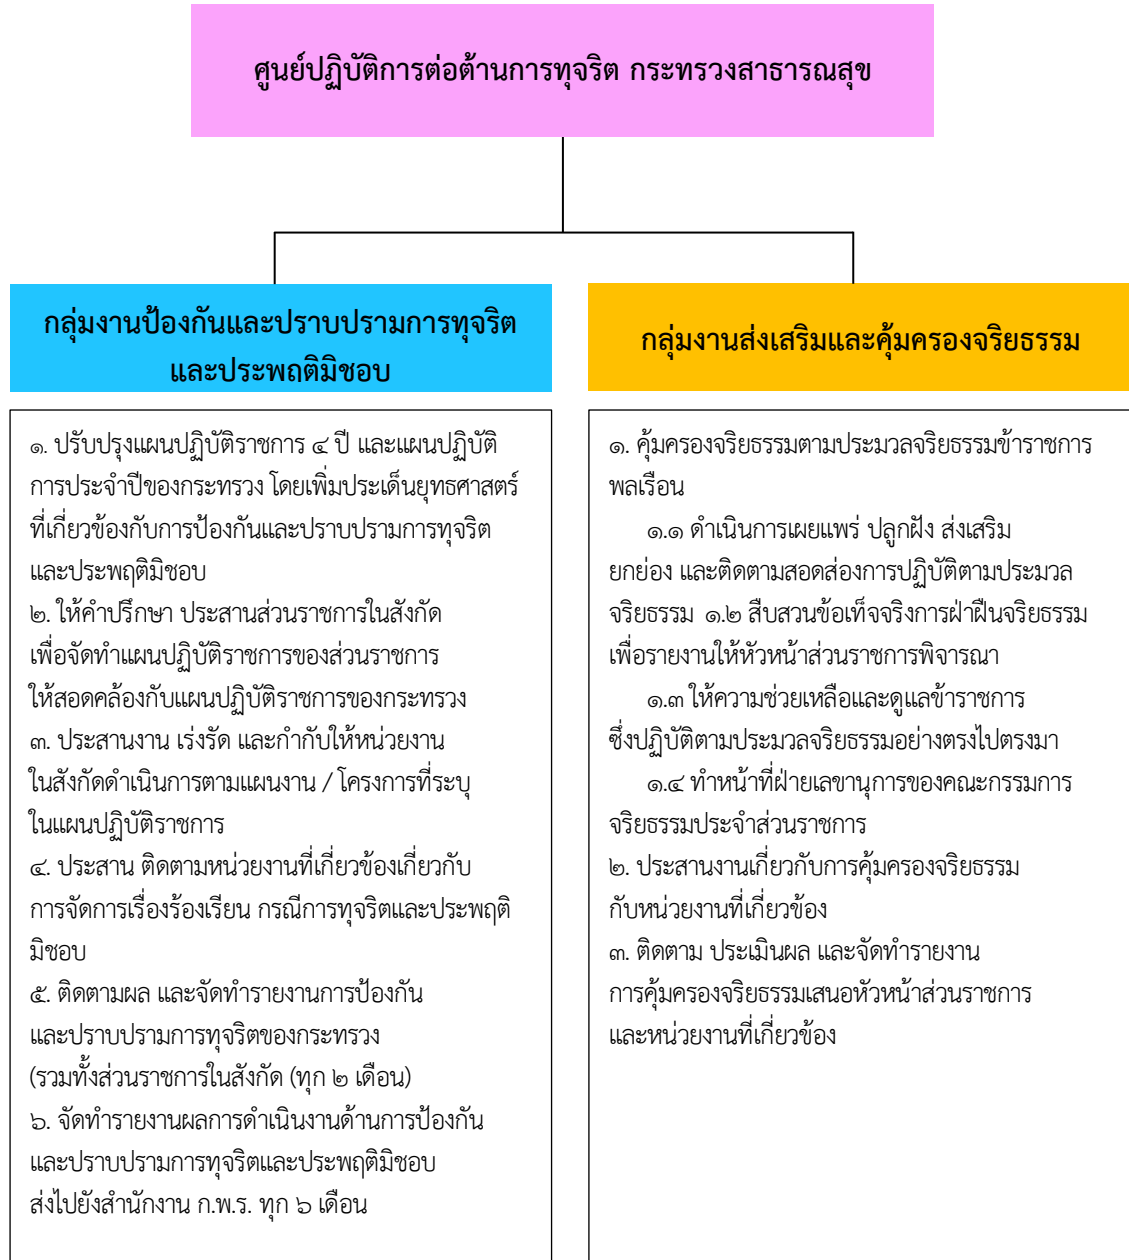 ศูนย์ปฏิบัติการต่อต้านการทุจริต กระทรวงสาธารณสุข
กลุ่มงานป้องกันและปราบปรามการทุจริต
และประพฤติมิชอบ
๑. ปรับปรุงแผนปฏิบัติราชการ ๔ ปี และแผนปฏิบัติ
การประจำปีของกระทรวง โดยเพิ่มประเด็นยุทธศาสตร์
ที่เกี่ยวข้องกับการป้องกันและปราบปรามการทุจริต
และประพฤติมิชอบ
๒. ให้คำปรึกษา ประสานส่วนราชการในสังกัด
เพื่อจัดทำแผนปฏิบัติราชการของส่วนราชการ
ให้สอดคล้องกับแผนปฏิบัติราชการของกระทรวง
๓. ประสานงาน เร่งรัด และกำกับให้หน่วยงาน
ในสังกัดดำเนินการตามแผนงาน / โครงการที่ระบุ
ในแผนปฏิบัติราชการ
๔. ประสาน ติดตามหน่วยงานที่เกี่ยวข้องเกี่ยวกับ
การจัดการเรื่องร้องเรียน กรณีการทุจริตและประพฤติ
มิชอบ
๕. ติดตามผล และจัดทำรายงานการป้องกัน
และปราบปรามการทุจริตของกระทรวง
(รวมทั้งส่วนราชการในสังกัด (ทุก ๒ เดือน)
๖. จัดทำรายงานผลการดำเนินงานด้านการป้องกัน
และปราบปรามการทุจริตและประพฤติมิชอบ
ส่งไปยังสำนักงาน ก.พ.ร. ทุก ๖ เดือน
กลุ่มงานส่งเสริมและคุ้มครองจริยธรรม
๑. คุ้มครองจริยธรรมตามประมวลจริยธรรมข้าราชการ
พลเรือน
๑.๑ ดำเนินการเผยแพร่ ปลูกฝัง ส่งเสริม
ยกย่อง และติดตามสอดส่องการปฏิบัติตามประมวล
จริยธรรม ๑.๒ สืบสวนข้อเท็จจริงการฝ่าฝืนจริยธรรม
เพื่อรายงานให้หัวหน้าส่วนราชการพิจารณา
๑.๓ ให้ความช่วยเหลือและดูแลข้าราชการ
ซึ่งปฏิบัติตามประมวลจริยธรรมอย่างตรงไปตรงมา
๑.๔ ทำหน้าที่ฝ่ายเลขานุการของคณะกรรมการ
จริยธรรมประจำส่วนราชการ
๒. ประสานงานเกี่ยวกับการคุ้มครองจริยธรรม
กับหน่วยงานที่เกี่ยวข้อง
๓. ติดตาม ประเมินผล และจัดทำรายงาน
การคุ้มครองจริยธรรมเสนอหัวหน้าส่วนราชการ
และหน่วยงานที่เกี่ยวข้อง